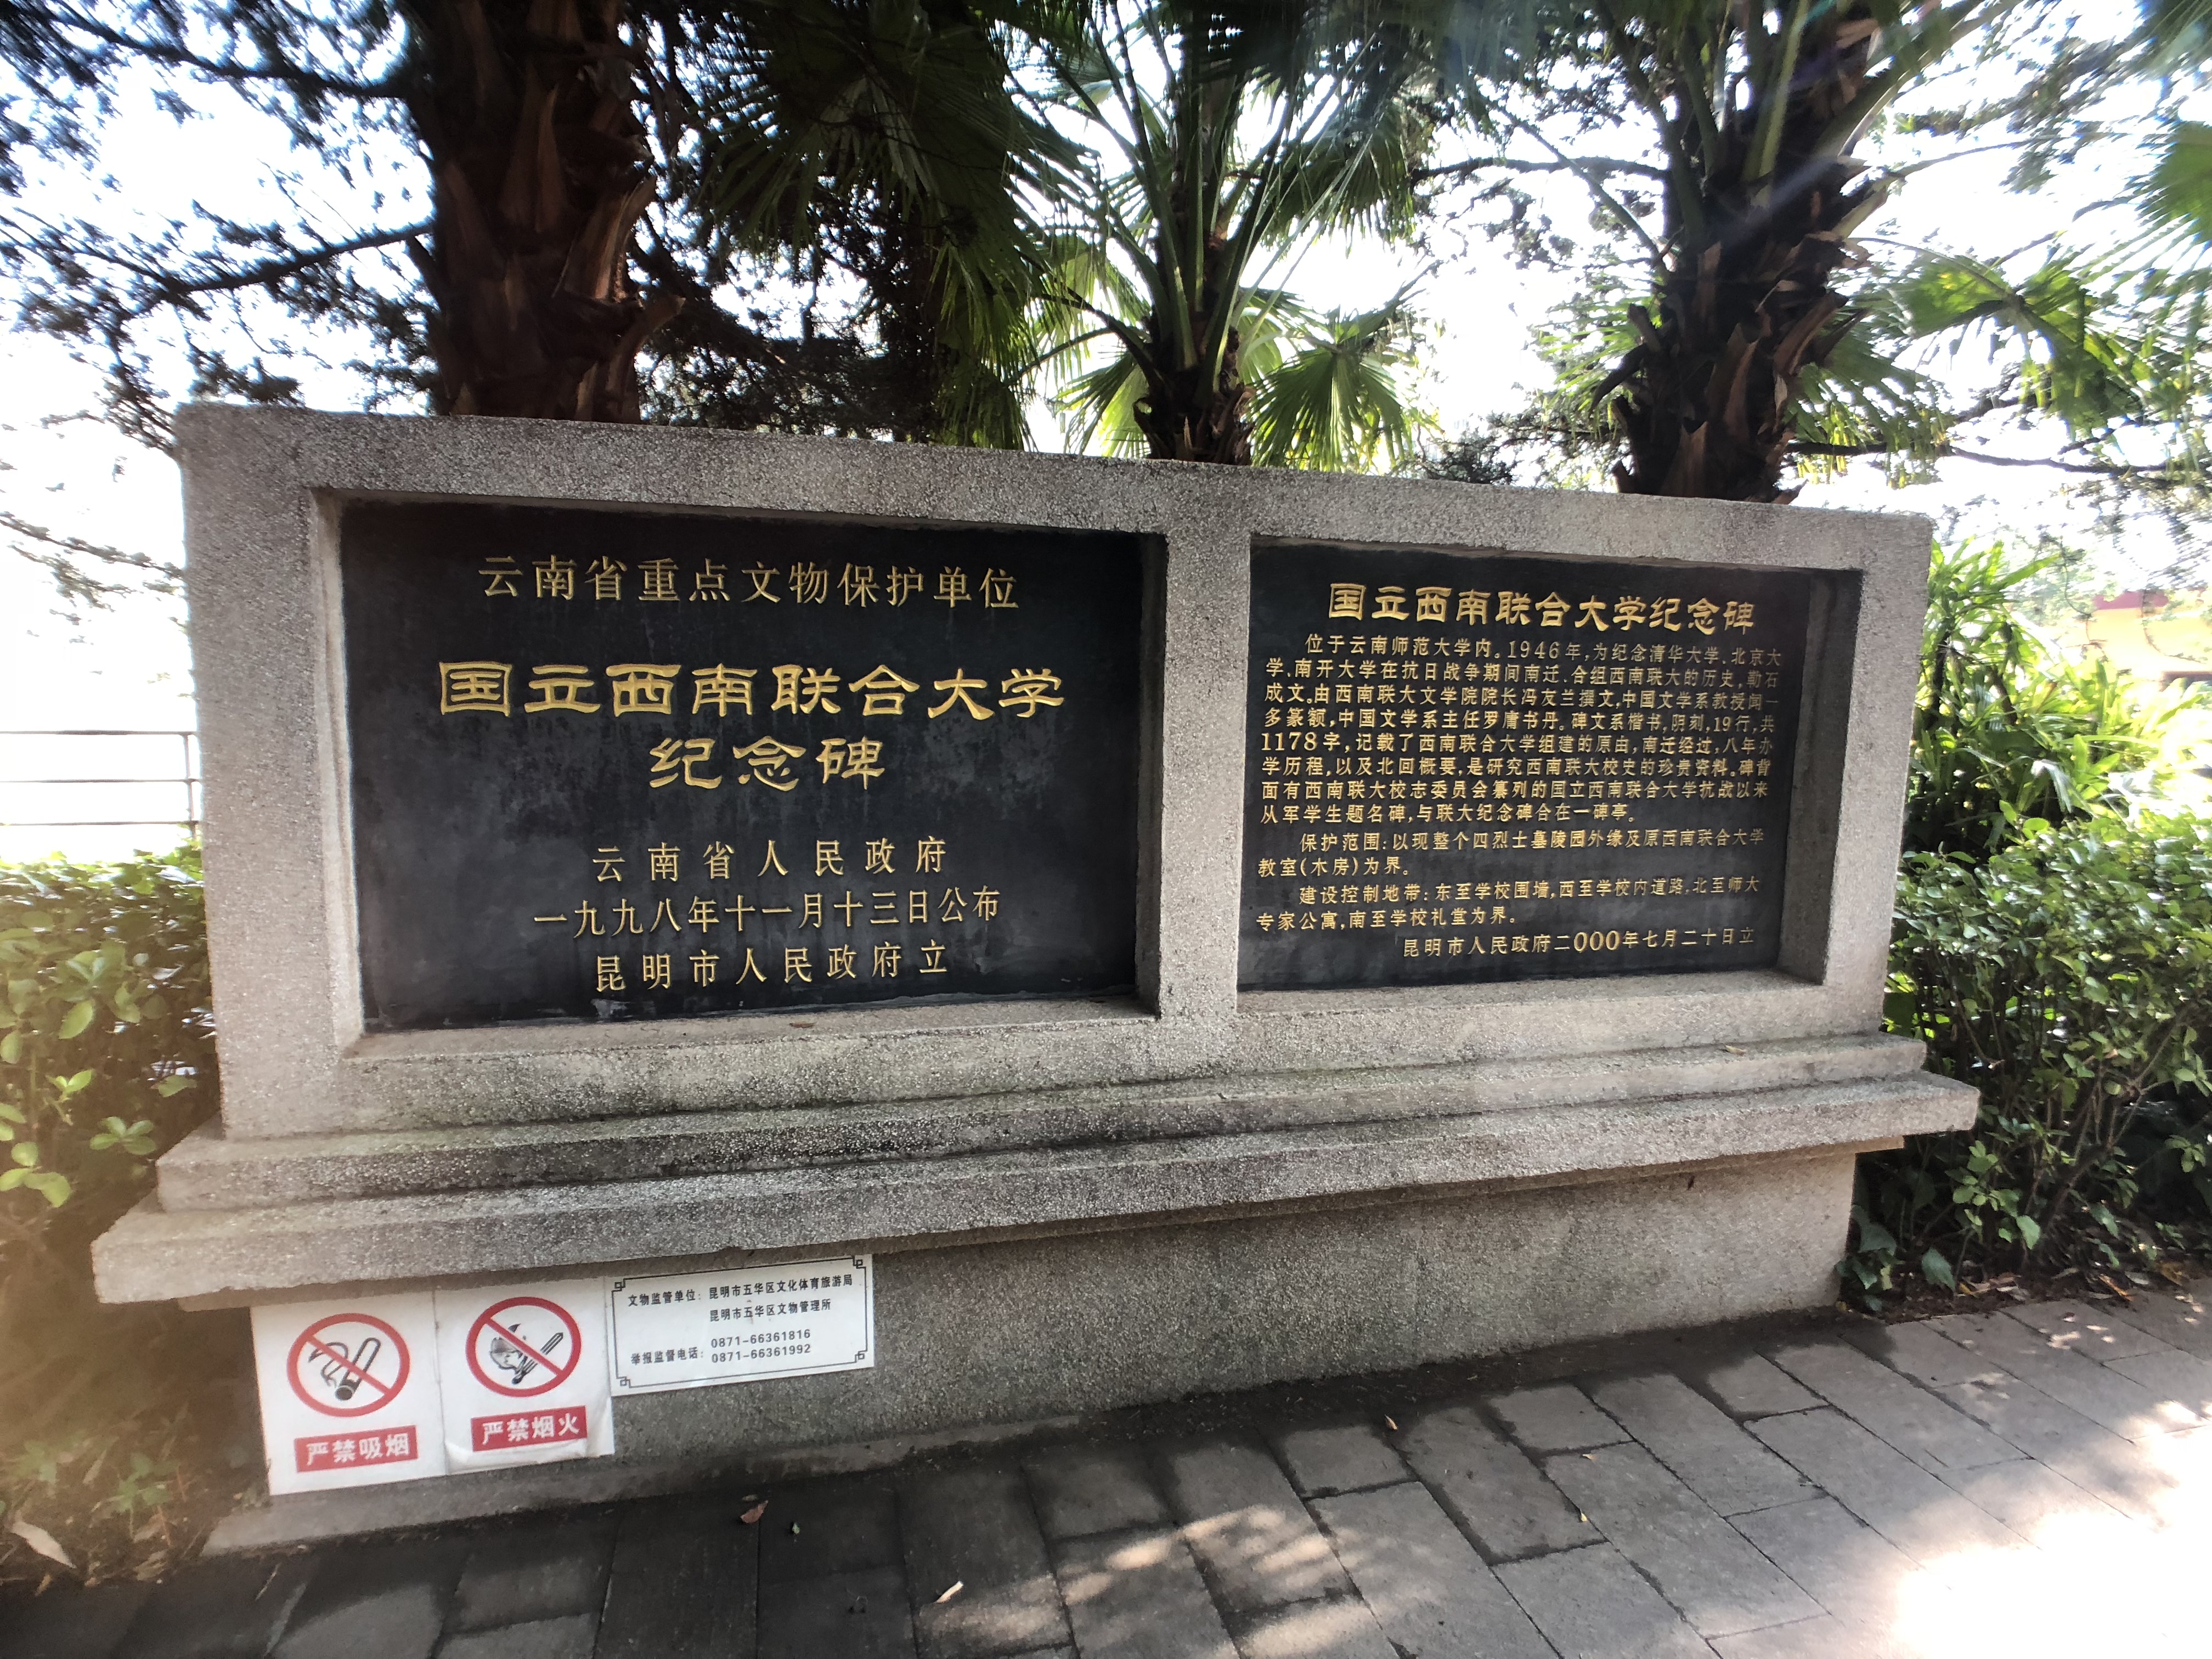 云南省重点文物保护单位
国立西南联合大学
纪念碑
云南省人民政府
一九九八年十一月十三日公布
昆明市人民政府立
国立西南联合大学纪念碑
位于云南师范大学内。1946年,为纪念清华大学、北京大
学、南开大学在抗日战争期间南迁、合组西南联大的历史,勒石
成文。由西南联大文学院院长冯友兰撰文,中国文学系教授闻一
多篆额,中国文学系主任罗庸书丹。碑文系楷书,阴刻,19行,共
1178字,记载了西南联合大学组建的原由,南迁经过,八年办
学历程,以及北回概要,是研究西南联大校史的珍贵资料。碑背
面有西南联大校志委员会纂列的国立西南联合大学抗战以来
从军学生题名碑,与联大纪念碑合在一碑亭。
保护范围:以现整个四烈士墓陵园外缘及原西南联合大学
教室(木房)为界。
建设控制地带:东至学校围墙,西至学校内道路,北至师大
专家公寓,南至学校礼堂为界。
昆明市人民政府二000年七月二十日立
严禁吸烟
严禁烟火
文物监管单位:昆明市五华区文化体育旅游局
昆明市五华区文物管理所
0871-66361816
举报监督电话:0871-66361992